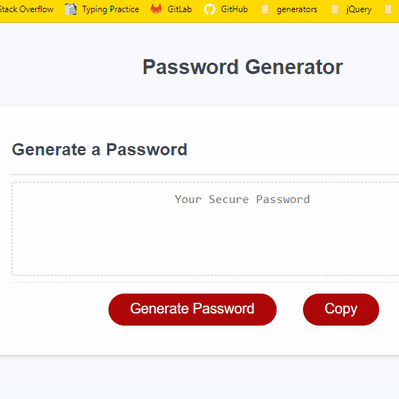 Stack Overflow Typing Practice GitLab GitHub generators jQuery
Password Generator
Generate a Password
Your Secure Password
Generate Password Copy